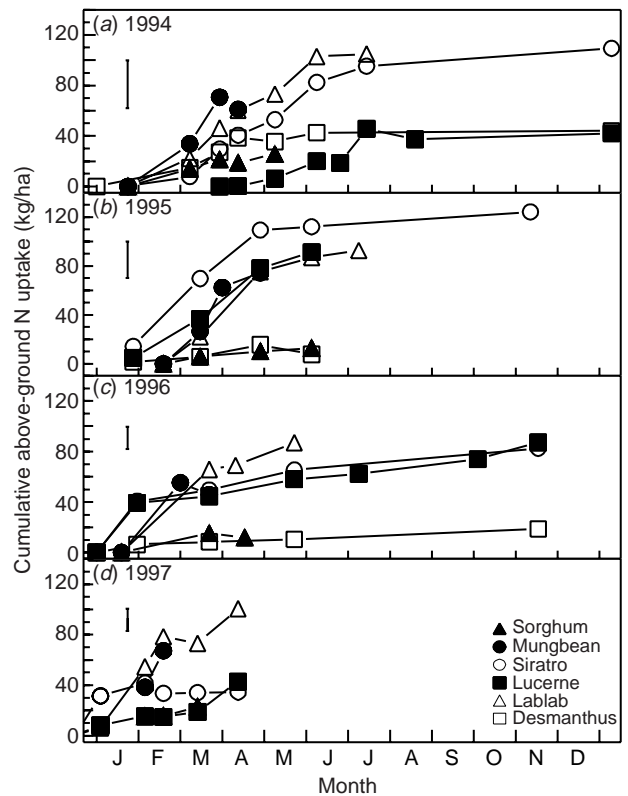 (a) 1994
120
80
40
0
(b) 1995
120
80
40
0
(c) 1996
120
80
40
0
(d) 1997
120
80
40
0
Cumulative above-ground N uptake (kg/ha)
Sorghum
Mungbean
Siratro
Lucerne
Lablab
Desmanthus
J F M A M J J A S O N D
Month